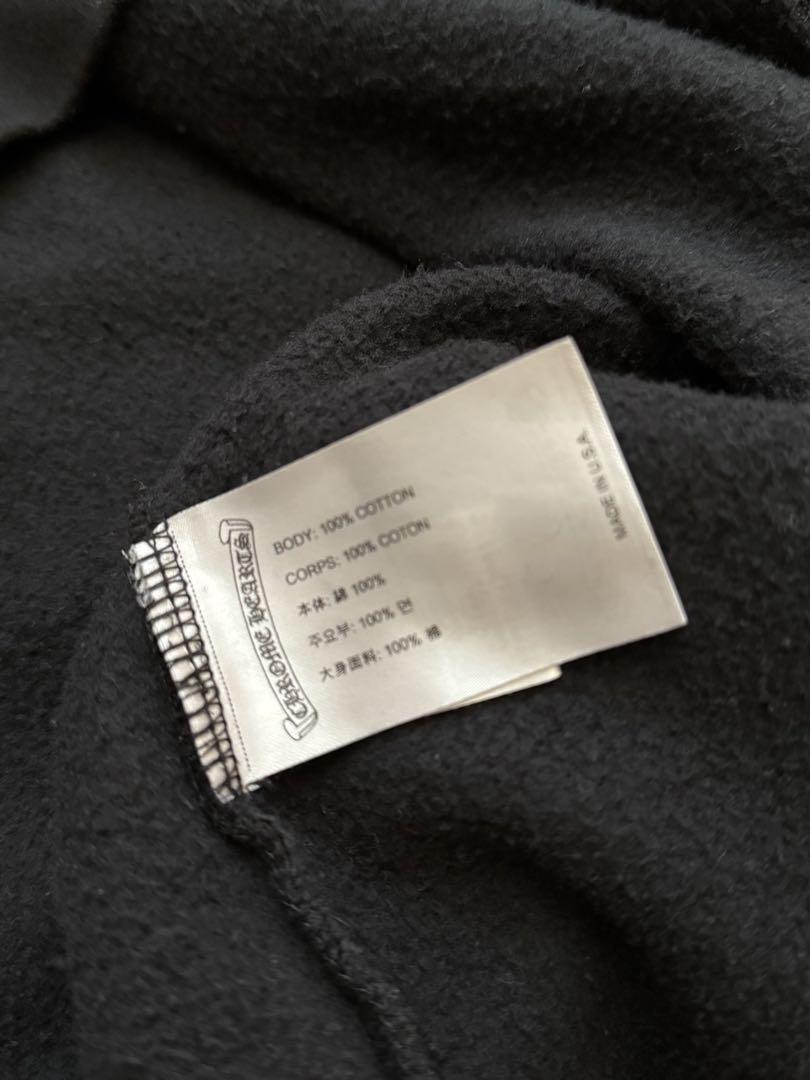 CHROME HEARTS
BODY: 100% COTTON
CORPS: 100% COTON
本体: 綿 100%
주요부: 100% 면
大身面料: 100% 棉
MADE IN U.S.A.